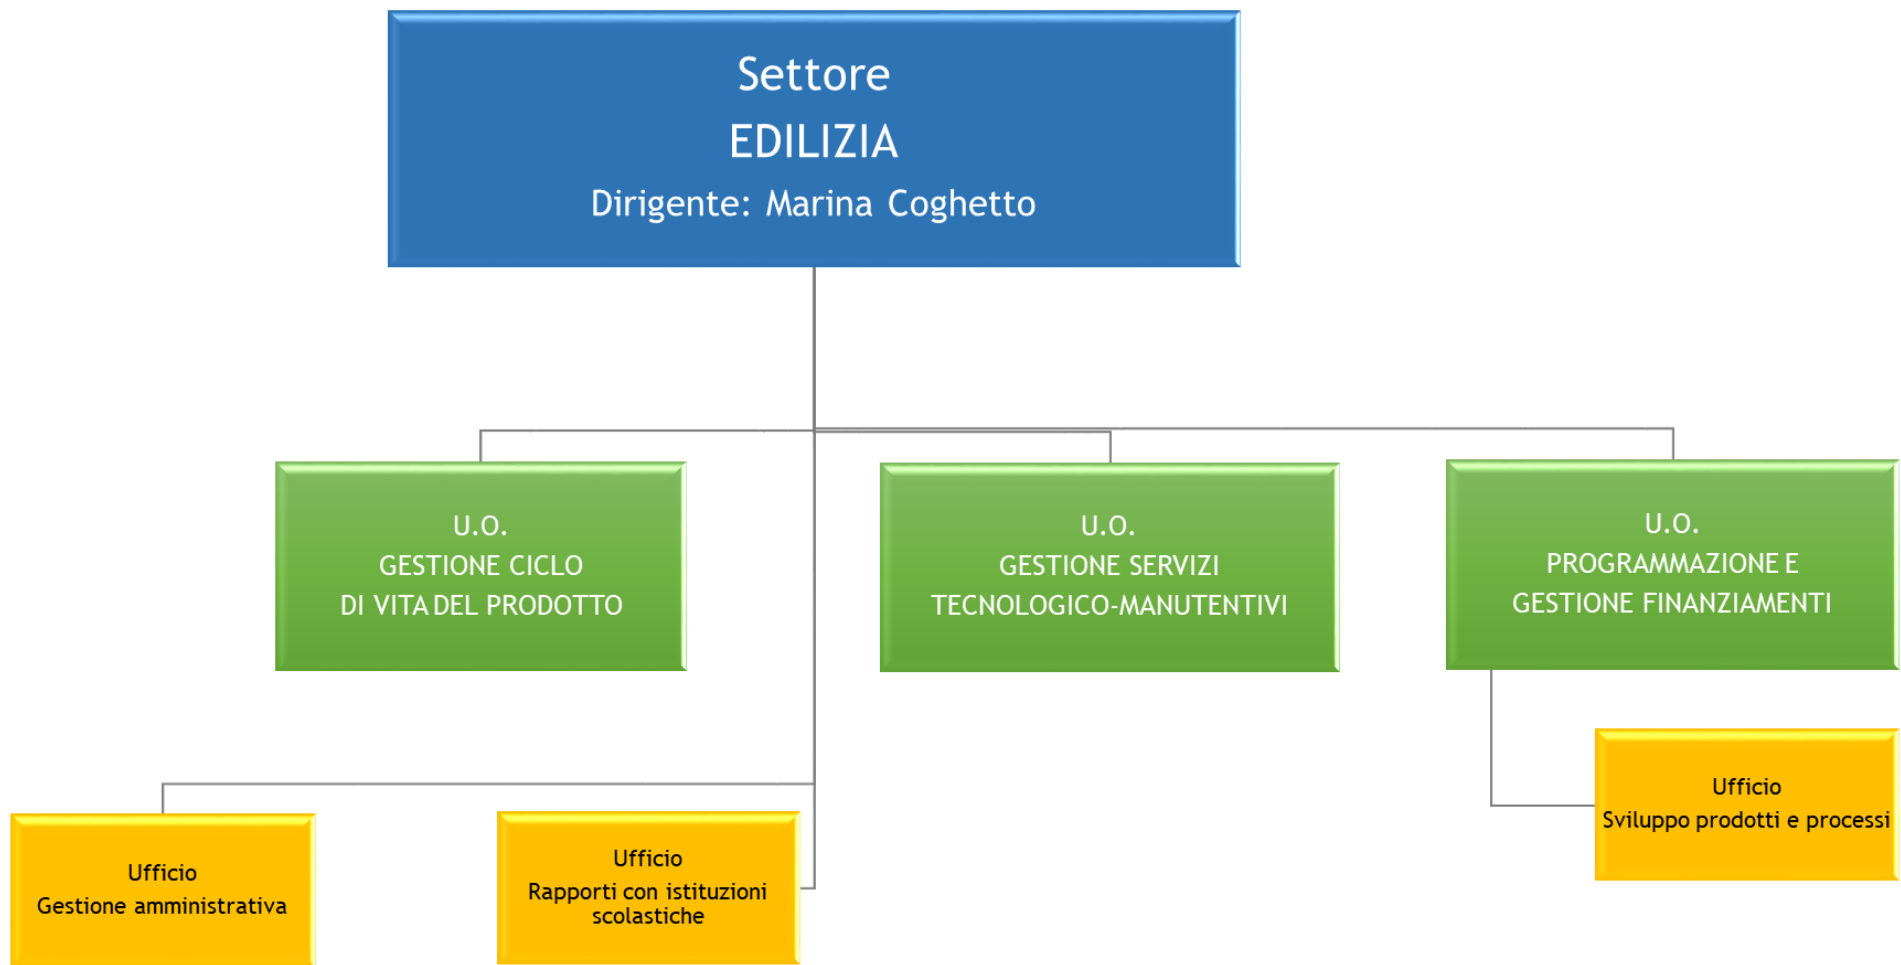 Settore
EDILIZIA
Dirigente: Marina Coghetto
U.O.
GESTIONE CICLO
DI VITA DEL PRODOTTO
U.O.
GESTIONE SERVIZI
TECNOLOGICO-MANUTENTIVI
U.O.
PROGRAMMAZIONE E
GESTIONE FINANZIAMENTI
Ufficio
Gestione amministrativa
Ufficio
Rapporti con istituzioni
scolastiche
Ufficio
Sviluppo prodotti e processi